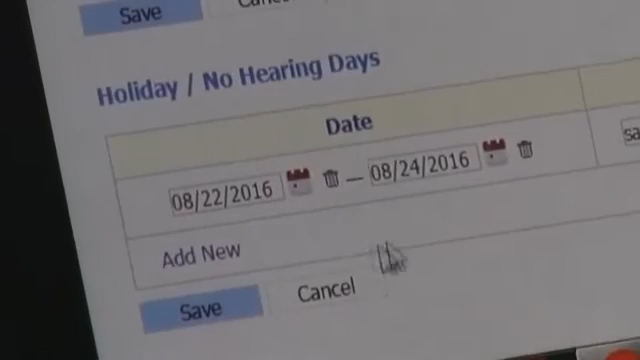 Save
Holiday / No Hearing Days
Date
08/22/2016 — 08/24/2016
Add New
Save Cancel